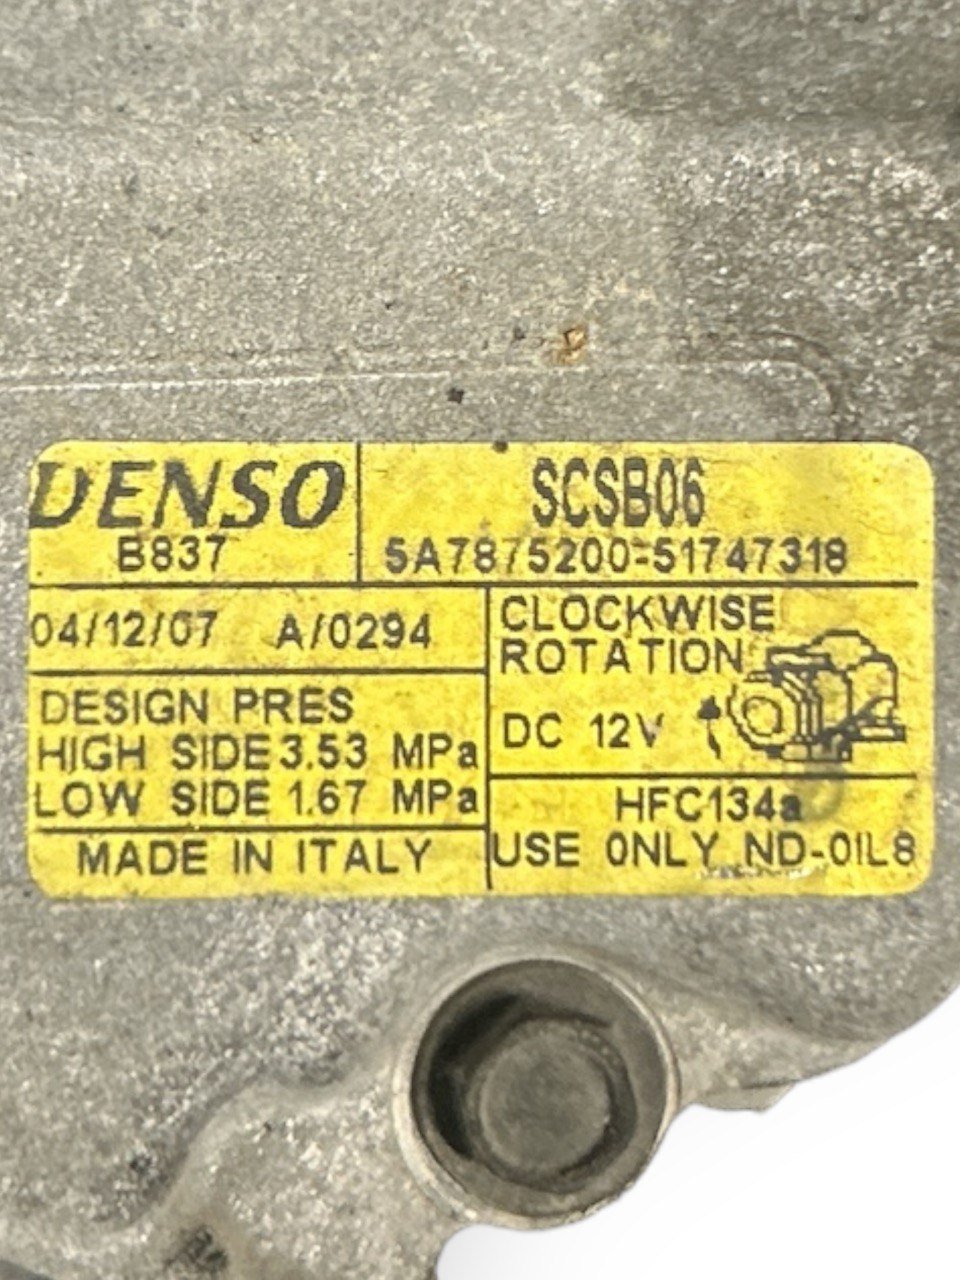 DENSO
B837
SCSB06
5A7875200-51747318
04/12/07 A/0294
DESIGN PRES
HIGH SIDE 3.53 MPa
LOW SIDE 1.67 MPa
MADE IN ITALY
CLOCKWISE
ROTATION
DC 12V
HFC134a
USE ONLY ND-OIL8